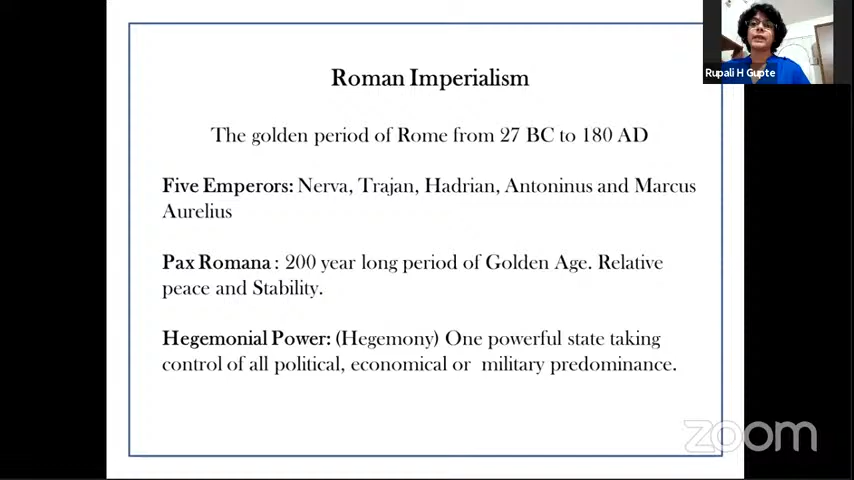 Roman Imperialism
Rupali H Gupte
The golden period of Rome from 27 BC to 180 AD
Five Emperors: Nerva, Trajan, Hadrian, Antoninus and Marcus
Aurelius
Pax Romana : 200 year long period of Golden Age. Relative
peace and Stability.
Hegemonial Power: (Hegemony) One powerful state taking
control of all political, economical or military predominance.
zoom